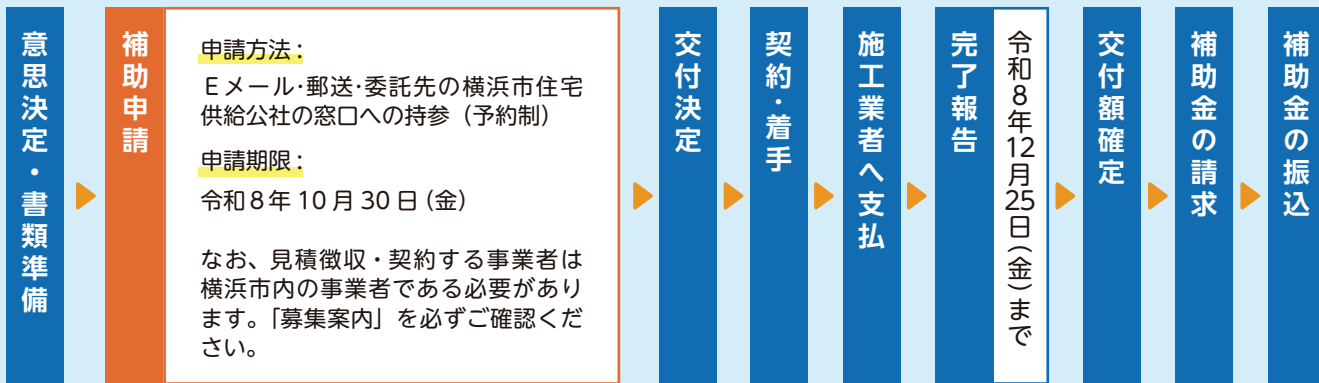 意思決定・書類準備
補助申請
申請方法:
Eメール・郵送・委託先の横浜市住宅
供給公社の窓口への持参（予約制）
申請期限:
令和８年 10 月 30 日（金）
なお、見積徴収・契約する事業者は
横浜市内の事業者である必要があり
ます。「募集案内」を必ずご確認くだ
さい。
交付決定
契約・着手
施工業者へ支払
完了報告
令和８年12月25日（金）まで
交付額確定
補助金の請求
補助金の振込